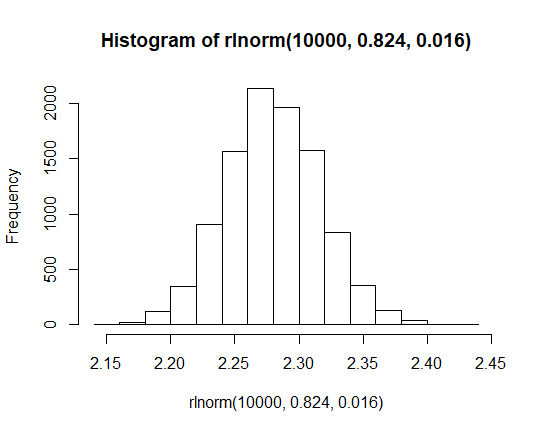 Histogram of rlnorm(10000, 0.824, 0.016)
Frequency
2000
1500
1000
500
0
2.15 2.20 2.25 2.30 2.35 2.40 2.45
rlnorm(10000, 0.824, 0.016)